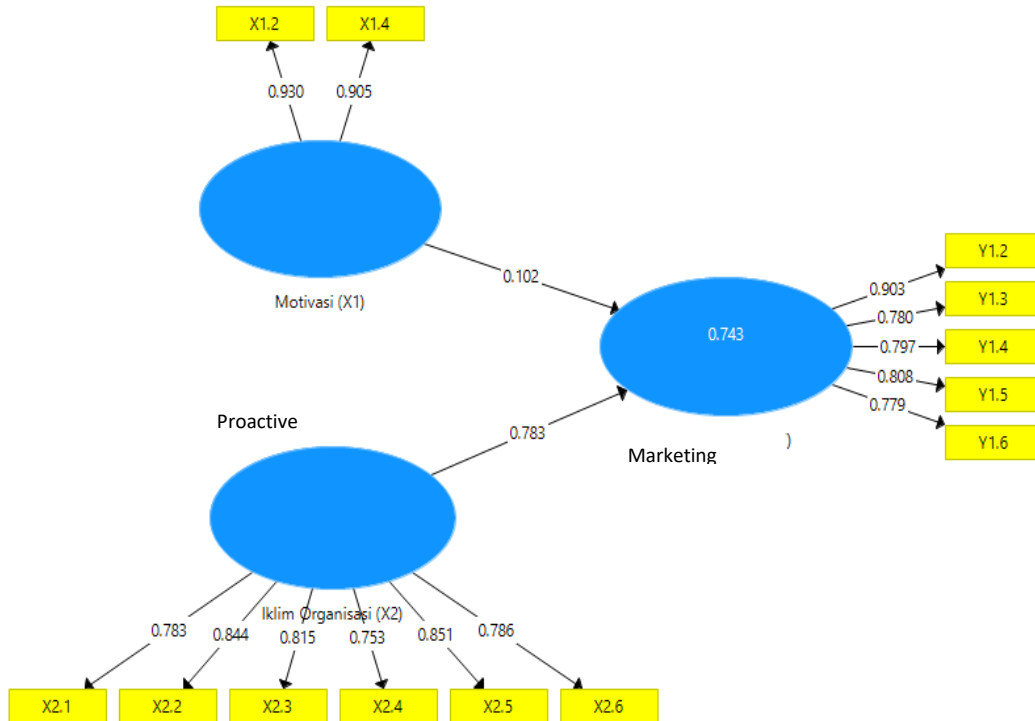 X1.2 X1.4
0.930 0.905
Motivasi (X1)
0.102
0.743
Y1.2
0.903
Y1.3
0.780
0.797
Y1.4
0.808
Y1.5
0.779
Y1.6
)
Marketing
Proactive
0.783
Iklim Organisasi (X2)
0.783 0.844 0.815 0.753 0.851 0.786
X2.1 X2.2 X2.3 X2.4 X2.5 X2.6